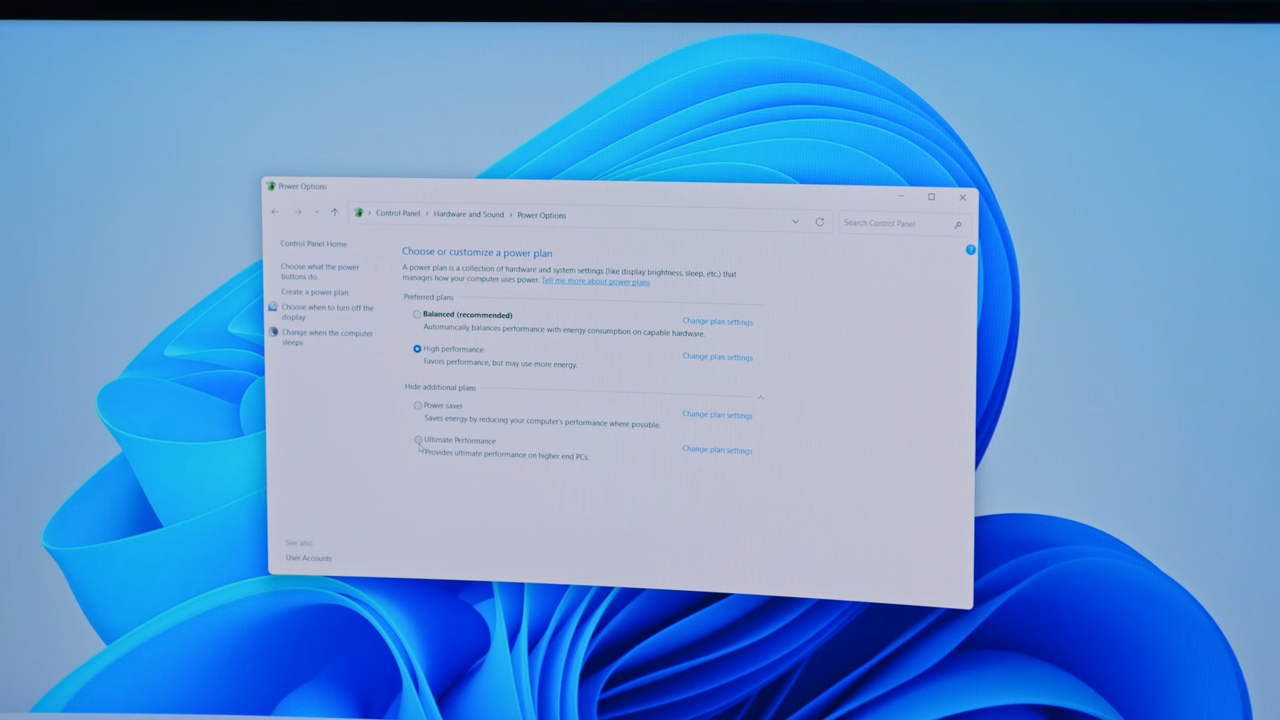 Power Options
Control Panel › Hardware and Sound › Power Options
Search Control Panel
Control Panel Home
Choose what the power
buttons do
Create a power plan
Choose when to turn off the
display
Change when the computer
sleeps
See also
User Accounts
Choose or customize a power plan
A power plan is a collection of hardware and system settings (like display brightness, sleep, etc.) that
manages how your computer uses power. Tell me more about power plans
Preferred plans
Balanced (recommended)
Change plan settings
Automatically balances performance with energy consumption on capable hardware.
High performance
Change plan settings
Favors performance, but may use more energy.
Hide additional plans
Power saver
Change plan settings
Saves energy by reducing your computer's performance where possible.
Ultimate Performance
Change plan settings
Provides ultimate performance on higher end PCs.